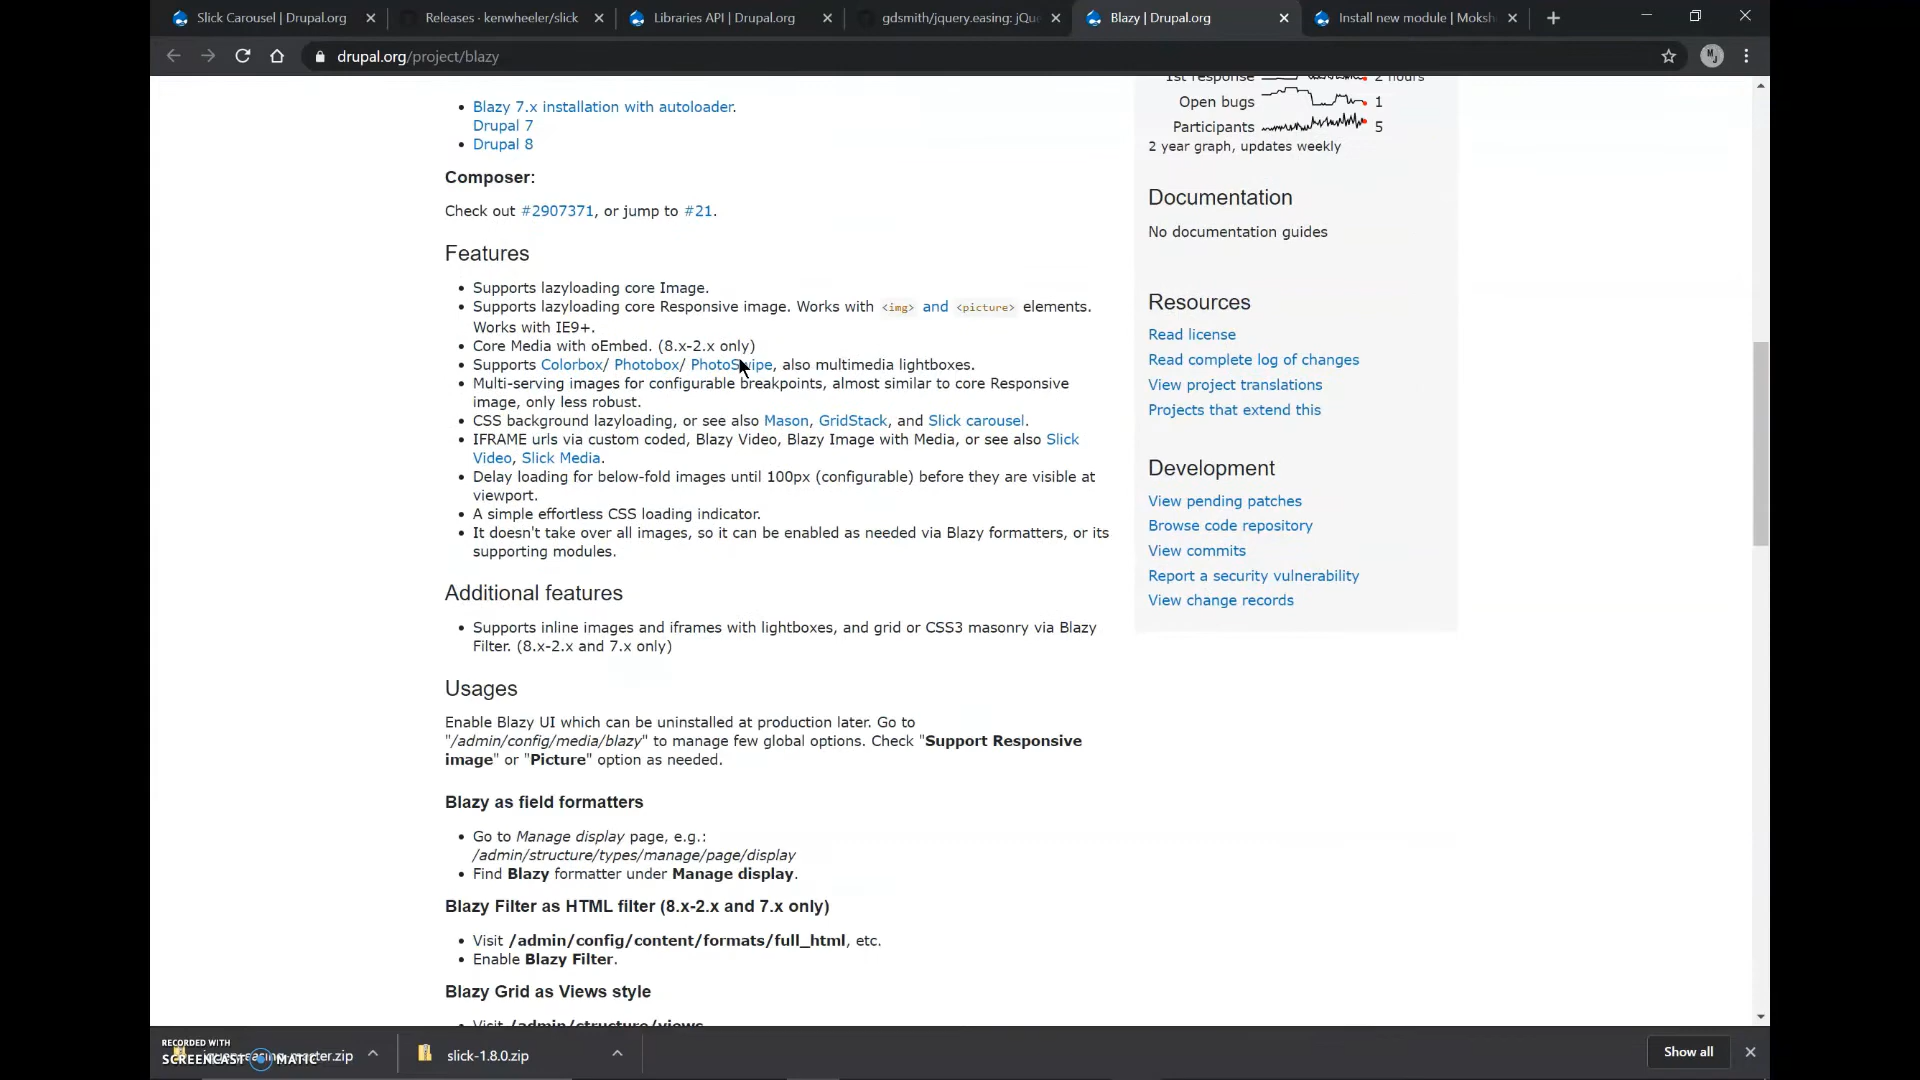 Slick Carousel | Drupal.org
Releases · kenwheeler/slick
Libraries API | Drupal.org
gdsmith/jquery.easing: jQue
Blazy | Drupal.org
Install new module | Moksh
drupal.org/project/blazy
Blazy 7.x installation with autoloader.
Drupal 7
Drupal 8
Composer:
Check out #2907371, or jump to #21.
Features
Supports lazyloading core Image.
Supports lazyloading core Responsive image. Works with <img> and <picture> elements.
Works with IE9+.
Core Media with oEmbed. (8.x-2.x only)
Supports Colorbox/ Photobox/ PhotoSwipe, also multimedia lightboxes.
Multi-serving images for configurable breakpoints, almost similar to core Responsive
image, only less robust.
CSS background lazyloading, or see also Mason, GridStack, and Slick carousel.
IFRAME urls via custom coded, Blazy Video, Blazy Image with Media, or see also Slick
Video, Slick Media.
Delay loading for below-fold images until 100px (configurable) before they are visible at
viewport.
A simple effortless CSS loading indicator.
It doesn't take over all images, so it can be enabled as needed via Blazy formatters, or its
supporting modules.
Additional features
Supports inline images and iframes with lightboxes, and grid or CSS3 masonry via Blazy
Filter. (8.x-2.x and 7.x only)
Usages
Enable Blazy UI which can be uninstalled at production later. Go to
"/admin/config/media/blazy" to manage few global options. Check "Support Responsive
image" or "Picture" option as needed.
Blazy as field formatters
Go to Manage display page, e.g.:
/admin/structure/types/manage/page/display
Find Blazy formatter under Manage display.
Blazy Filter as HTML filter (8.x-2.x and 7.x only)
Visit /admin/config/content/formats/full_html, etc.
Enable Blazy Filter.
Blazy Grid as Views style
Visit /admin/structure/views
1st response 2 hours
Open bugs 1
Participants 5
2 year graph, updates weekly
Documentation
No documentation guides
Resources
Read license
Read complete log of changes
View project translations
Projects that extend this
Development
View pending patches
Browse code repository
View commits
Report a security vulnerability
View change records
RECORDED WITH
SCREENCAST MATIC
slick-1.8.0.zip
Show all